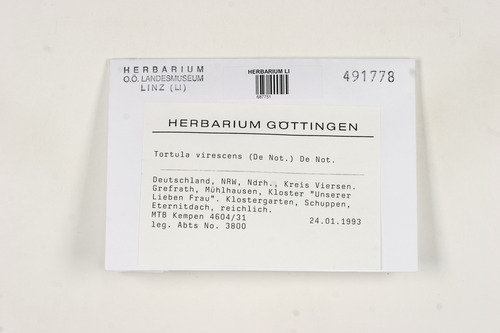 HERBARIUM
O.Ö. LANDESMUSEUM
LINZ (LI)
HERBARIUM LI
491778
HERBARIUM GÖTTINGEN
Tortula virescens (De Not.) De Not.
Deutschland, NRW, Ndrh., Kreis Viersen.
Grefrath, Mühlhausen, Kloster "Unserer
Lieben Frau". Klostergarten, Schuppen,
Eternitdach, reichlich.
MTB Kempen 4604/31 24.01.1993
leg. Abts No. 3800